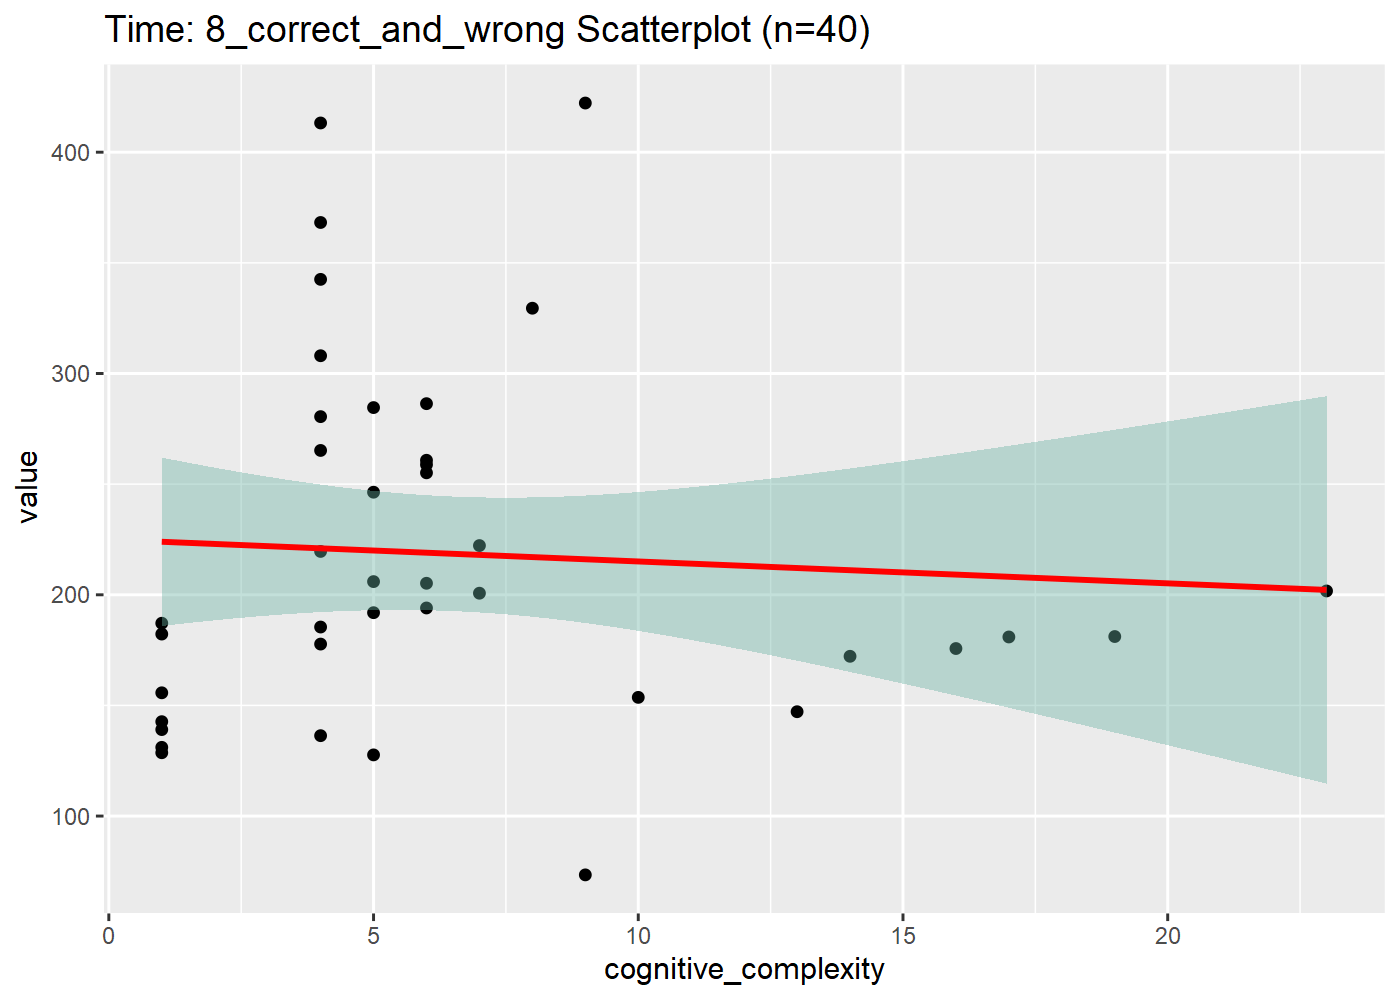 Time: 8_correct_and_wrong Scatterplot (n=40)
400
300
200
100
value
0 5 10 15 20
cognitive_complexity